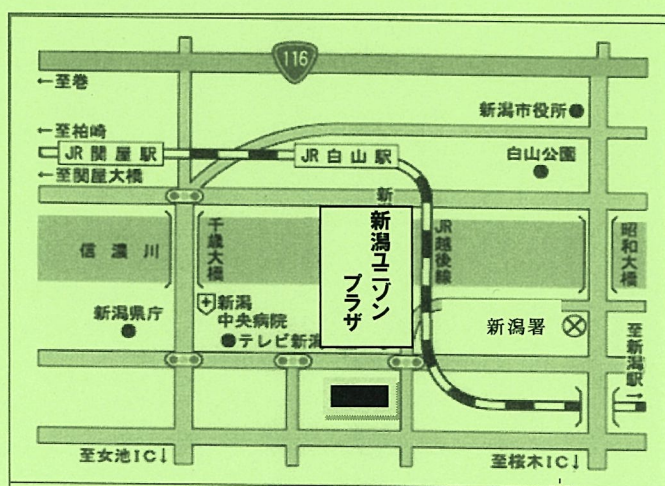 116
←至巻
新潟市役所
←至柏崎
JR関屋駅
JR白山駅
白山公園
←至関屋大橋
新
信濃川
千歳大橋
新潟ユニゾン
プラザ
JR越後線
昭和大橋
新潟県庁
新潟
中央病院
テレビ新潟
新潟署
至新潟駅→
至女池IC↓
至桜木IC↓